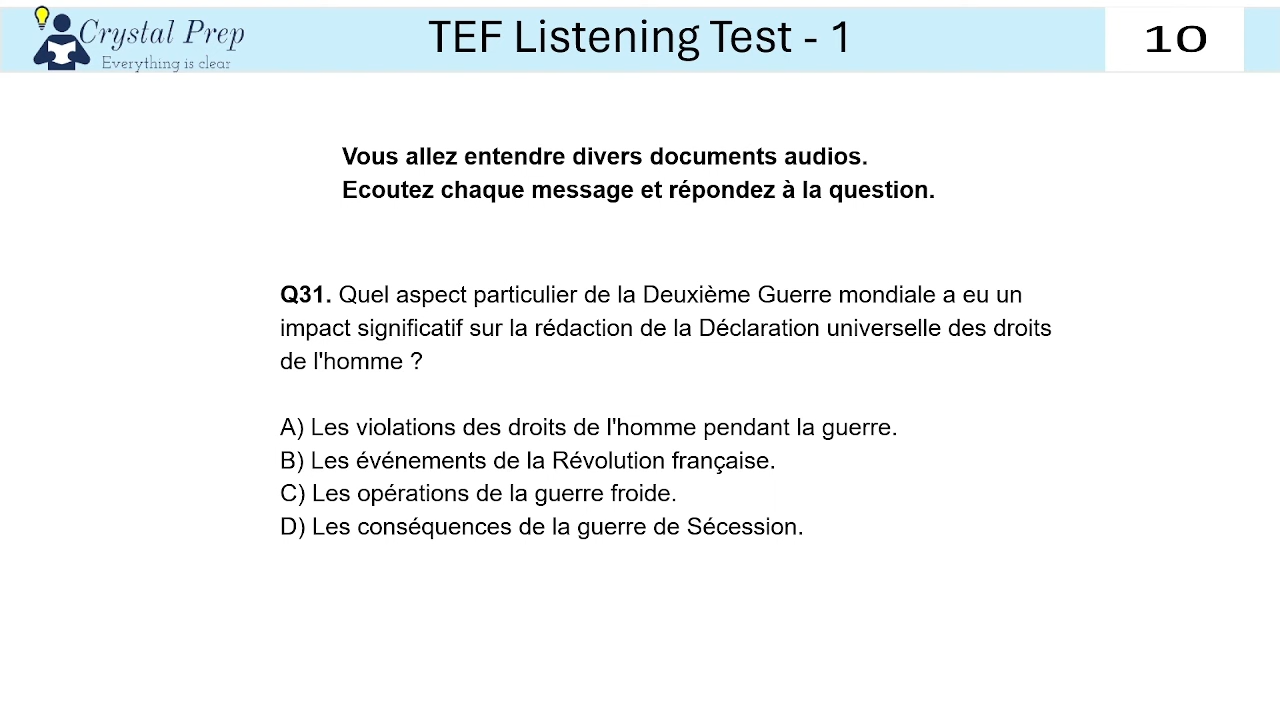 Crystal Prep
Everything is clear
TEF Listening Test - 1
10
Vous allez entendre divers documents audios.
Ecoutez chaque message et répondez à la question.
Q31. Quel aspect particulier de la Deuxième Guerre mondiale a eu un
impact significatif sur la rédaction de la Déclaration universelle des droits
de l'homme ?
A) Les violations des droits de l'homme pendant la guerre.
B) Les événements de la Révolution française.
C) Les opérations de la guerre froide.
D) Les conséquences de la guerre de Sécession.